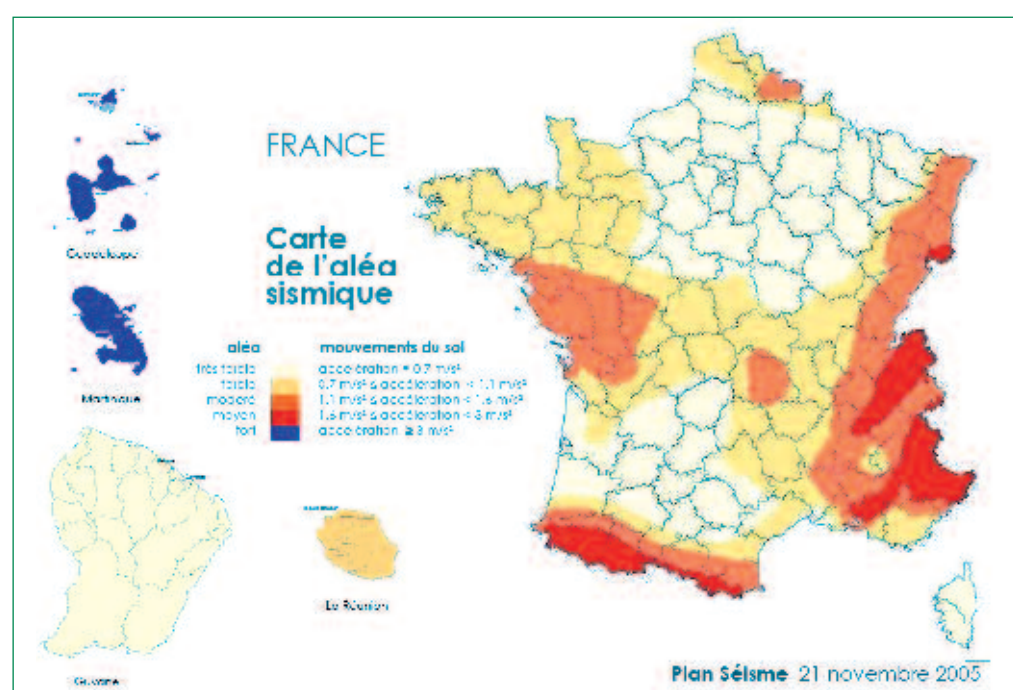 FRANCE
Carte
de l'aléa
sismique
aléa mouvements du sol
très faible accélération < 0.7 m/s²
faible 0.7 m/s² ≤ accélération < 1.1 m/s²
modéré 1.1 m/s² ≤ accélération < 1.6 m/s²
moyen 1.6 m/s² ≤ accélération < 3 m/s²
fort accélération ≥ 3 m/s²
Guadeloupe
Martinique
Guyane
La Réunion
Plan Séisme 21 novembre 2005